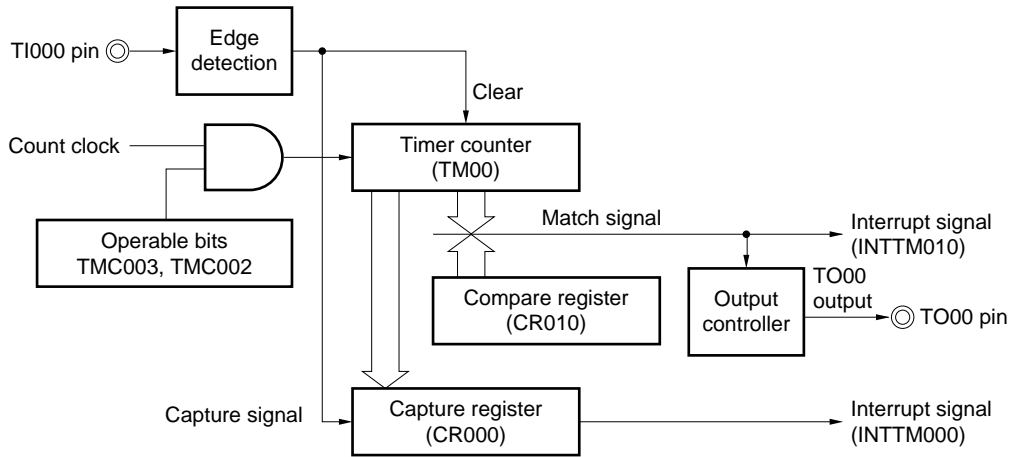 TI000 pin
Edge
detection
Clear
Count clock
Timer counter
(TM00)
Operable bits
TMC003, TMC002
Match signal
Interrupt signal
(INTTM010)
Compare register
(CR010)
Output
controller
TO00
output
TO00 pin
Capture signal
Capture register
(CR000)
Interrupt signal
(INTTM000)